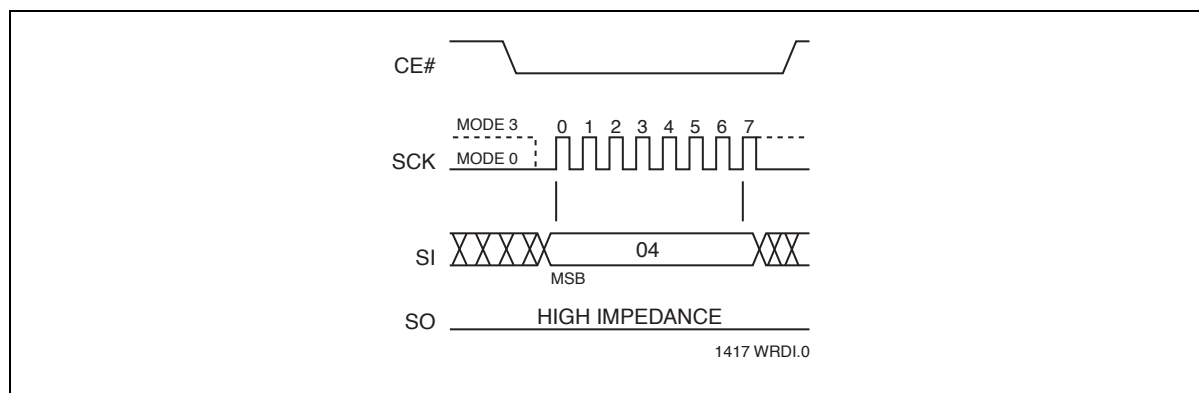 CE#
MODE 3
0 1 2 3 4 5 6 7
SCK
MODE 0
SI
04
MSB
SO
HIGH IMPEDANCE
1417 WRDI.0